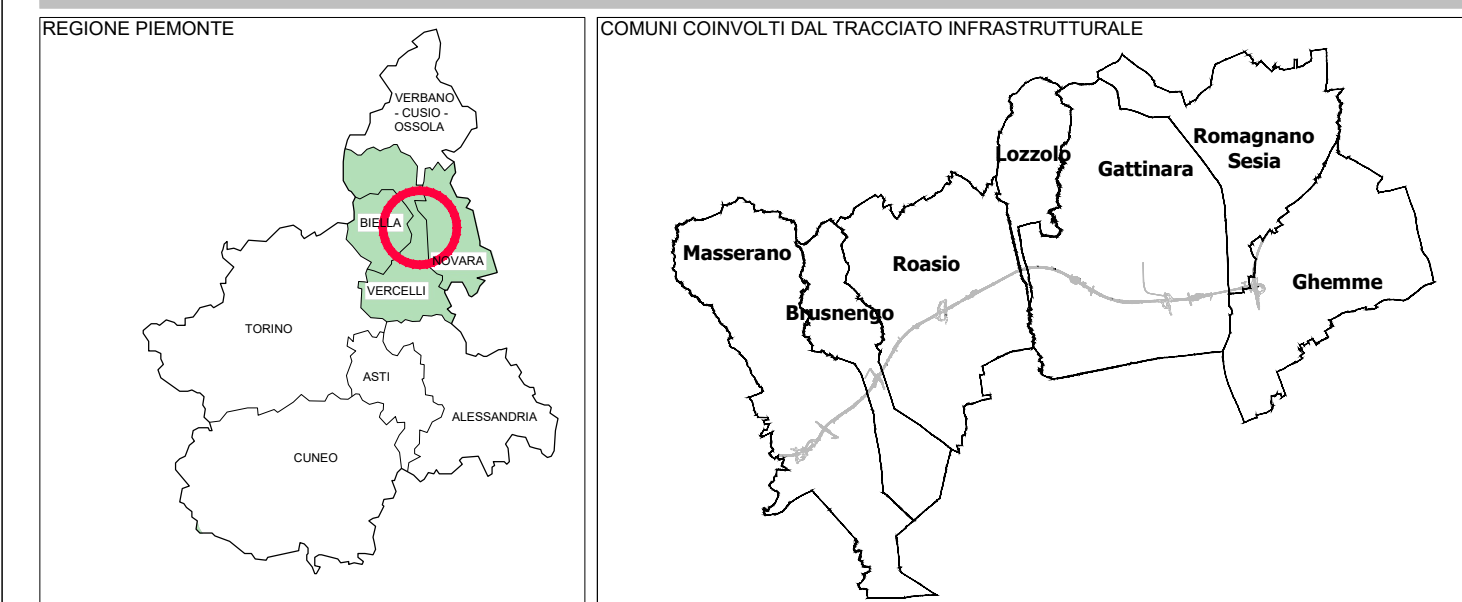 REGIONE PIEMONTE
VERBANO
- CUSIO -
OSSOLA
BIELLA
NOVARA
VERCELLI
TORINO
ASTI
ALESSANDRIA
CUNEO
COMUNI COINVOLTI DAL TRACCIATO INFRASTRUTTURALE
Romagnano
Sesia
Lozzolo
Gattinara
Masserano
Roasio
Ghemme
Brusnengo